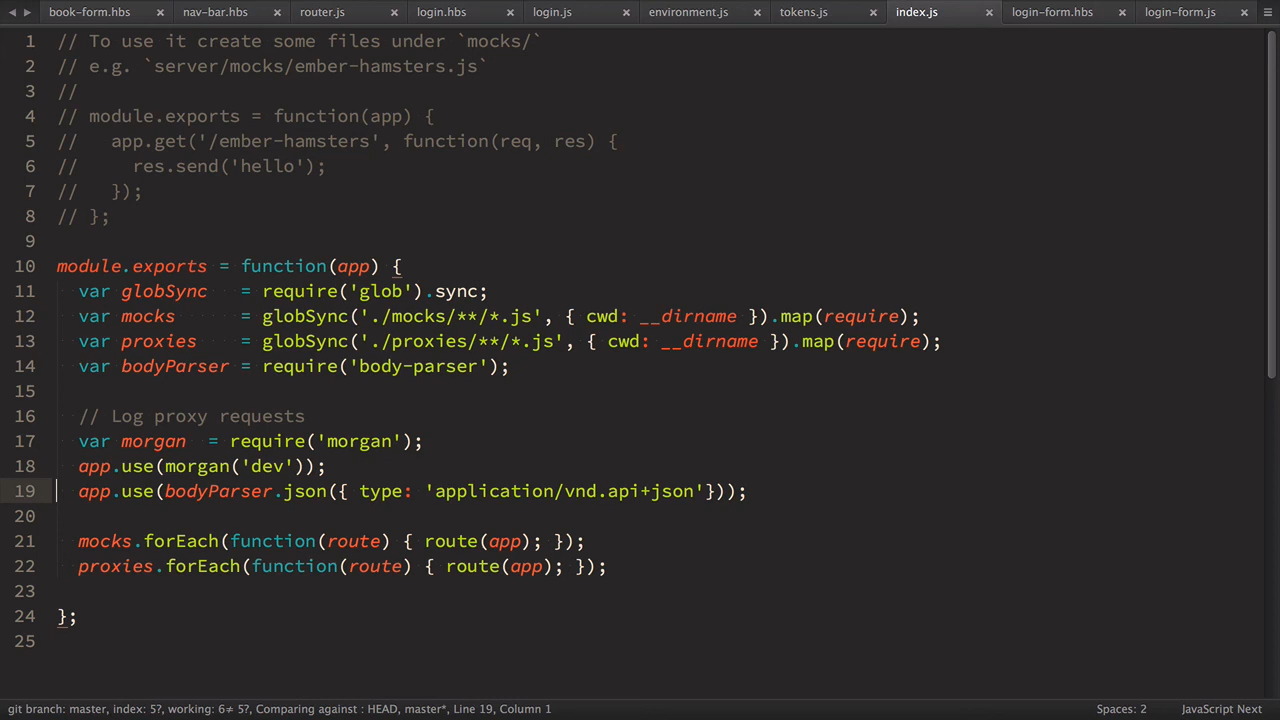 book-form.hbs × nav-bar.hbs × router.js × login.hbs × login.js × environment.js × tokens.js × index.js × login-form.hbs × login-form.js ×
1 // To use it create some files under `mocks/`
2 // e.g. `server/mocks/ember-hamsters.js`
3 //
4 // module.exports = function(app) {
5 //   app.get('/ember-hamsters', function(req, res) {
6 //     res.send('hello');
7 //   });
8 // };
9
10 module.exports = function(app) {
11   var globSync   = require('glob').sync;
12   var mocks      = globSync('./mocks/**/*.js', { cwd: __dirname }).map(require);
13   var proxies    = globSync('./proxies/**/*.js', { cwd: __dirname }).map(require);
14   var bodyParser = require('body-parser');
15
16   // Log proxy requests
17   var morgan  = require('morgan');
18   app.use(morgan('dev'));
19   app.use(bodyParser.json({ type: 'application/vnd.api+json'}));
20
21   mocks.forEach(function(route) { route(app); });
22   proxies.forEach(function(route) { route(app); });
23
24 };
25
git branch: master, index: 5?, working: 6≠ 5?, Comparing against : HEAD, master*, Line 19, Column 1 Spaces: 2 JavaScript Next